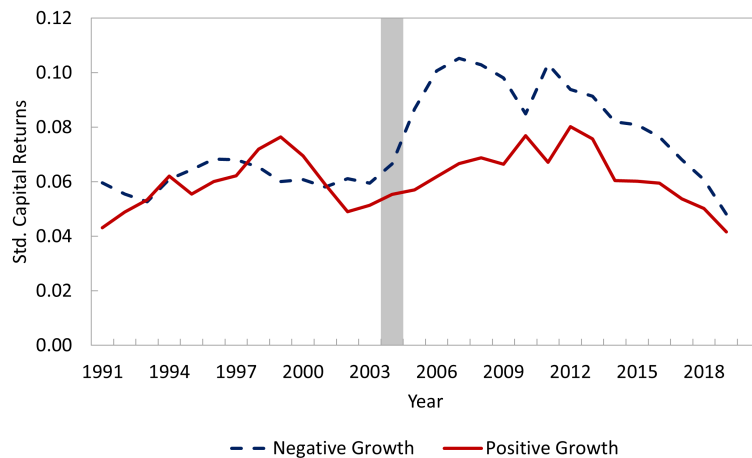 0.12
0.10
0.08
0.06
0.04
0.02
0.00
Std. Capital Returns
1991 1994 1997 2000 2003 2006 2009 2012 2015 2018
Year
Negative Growth Positive Growth